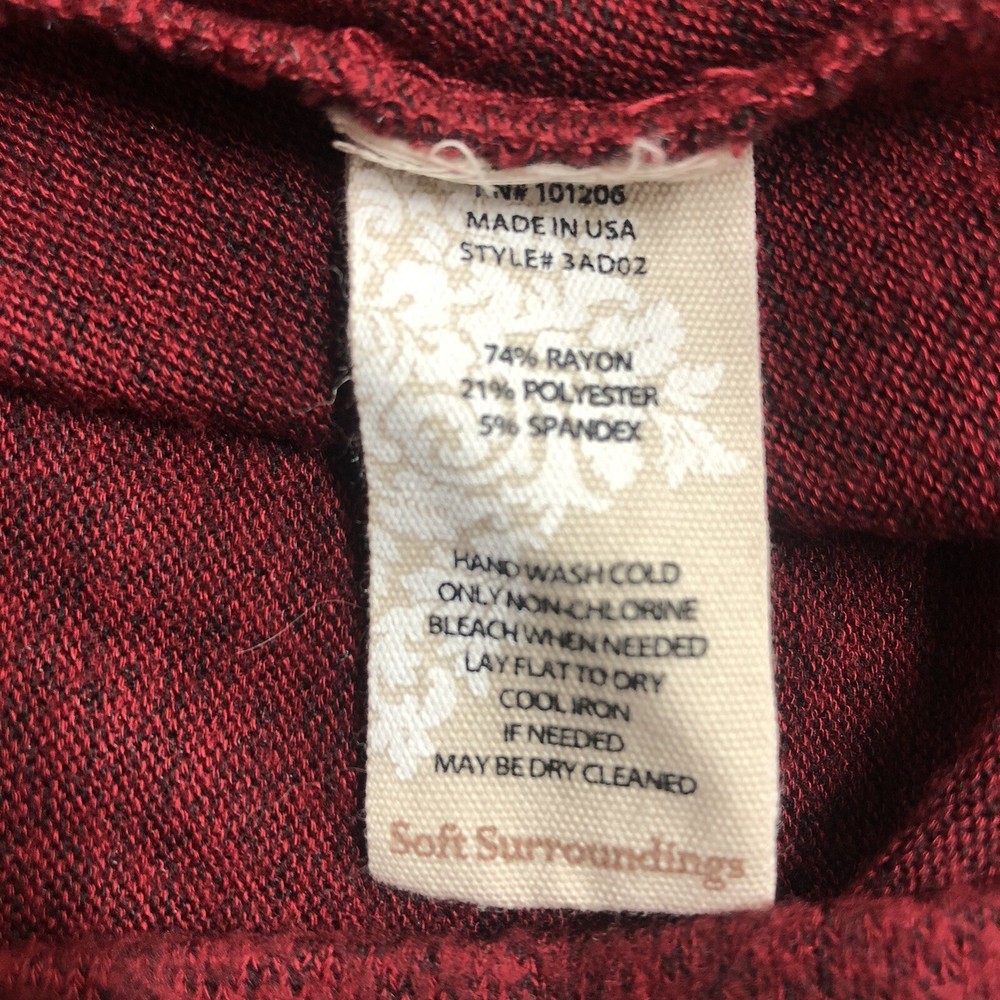 RN# 101206
MADE IN USA
STYLE# 3AD02
74% RAYON
21% POLYESTER
5% SPANDEX
HAND WASH COLD
ONLY NON-CHLORINE
BLEACH WHEN NEEDED
LAY FLAT TO DRY
COOL IRON
IF NEEDED
MAY BE DRY CLEANED
Soft Surroundings